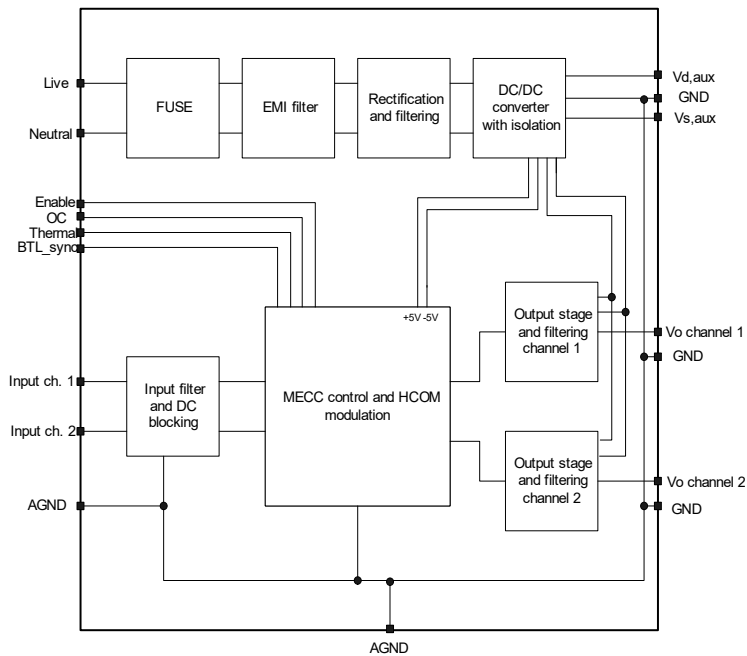 Live
Neutral
FUSE
EMI filter
Rectification
and filtering
DC/DC
converter
with isolation
Vd,aux
GND
Vs,aux
Enable
OC
Thermal
BTL_sync
+5V -5V
MECC control and HCOM
modulation
Output stage
and filtering
channel 1
Vo channel 1
GND
Input ch. 1
Input ch. 2
Input filter
and DC
blocking
Output stage
and filtering
channel 2
Vo channel 2
GND
AGND
AGND